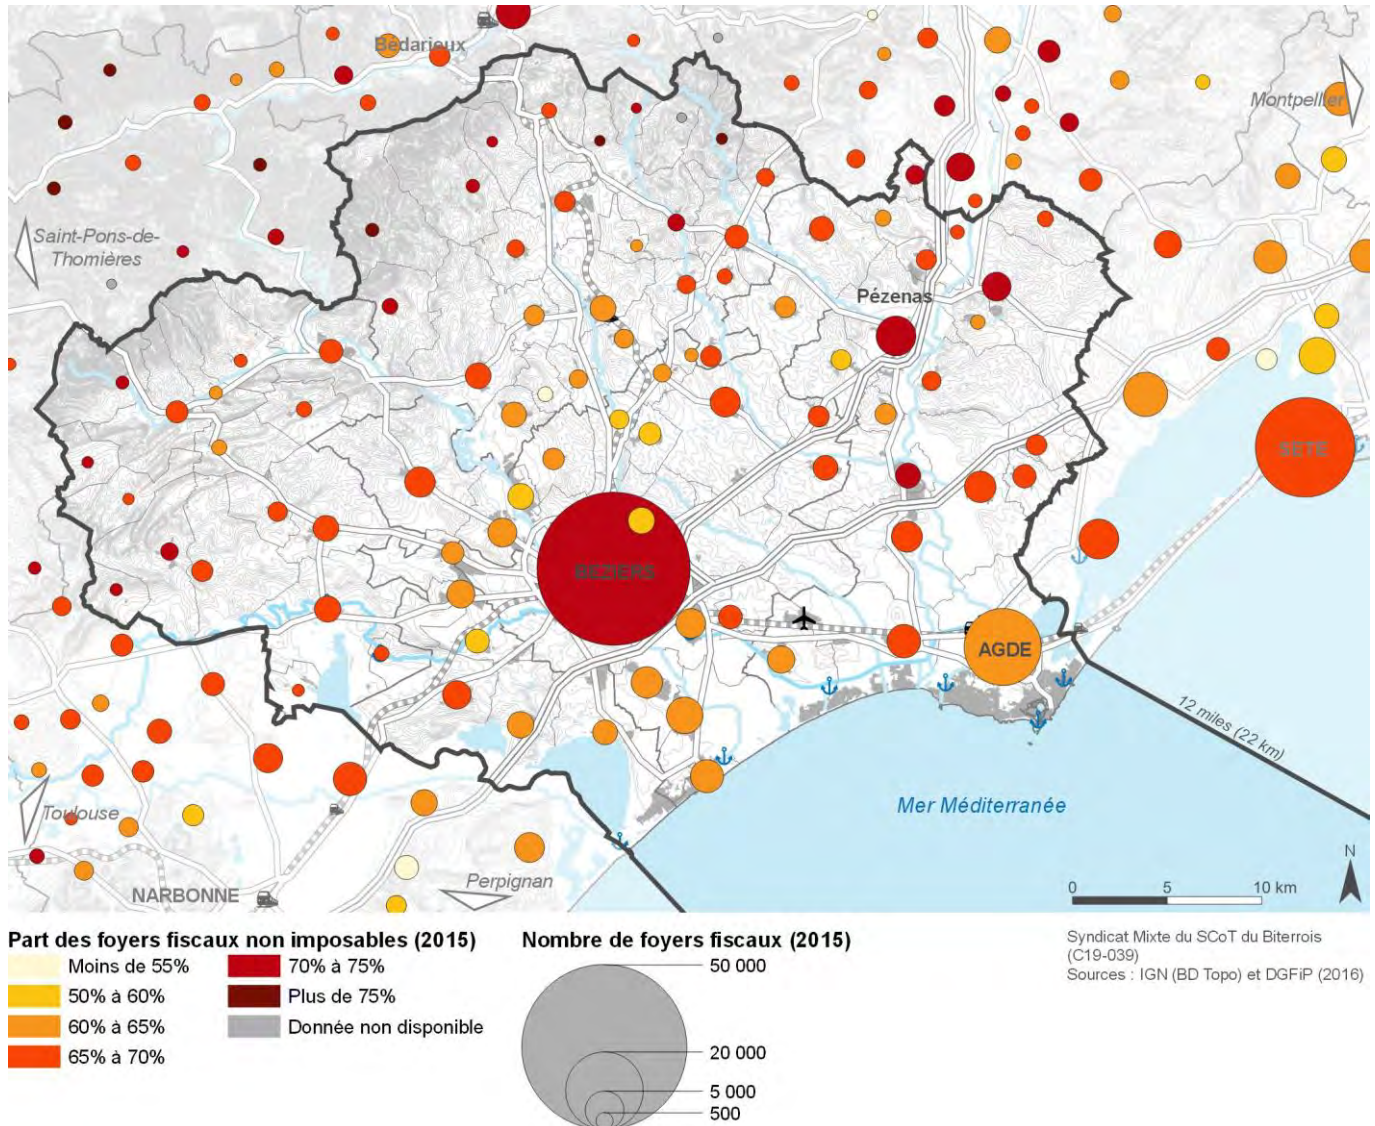 Bédarieux
Montpellier
Saint-Pons-de-
Thomières
Pézenas
SÈTE
BÉZIERS
AGDE
12 miles (22 km)
Mer Méditerranée
Toulouse
Perpignan
NARBONNE
N
0 5 10 km
Part des foyers fiscaux non imposables (2015)
Moins de 55%
50% à 60%
60% à 65%
65% à 70%
70% à 75%
Plus de 75%
Donnée non disponible
Nombre de foyers fiscaux (2015)
50 000
20 000
5 000
500
Syndicat Mixte du SCoT du Biterrois
(C19-039)
Sources : IGN (BD Topo) et DGFiP (2016)